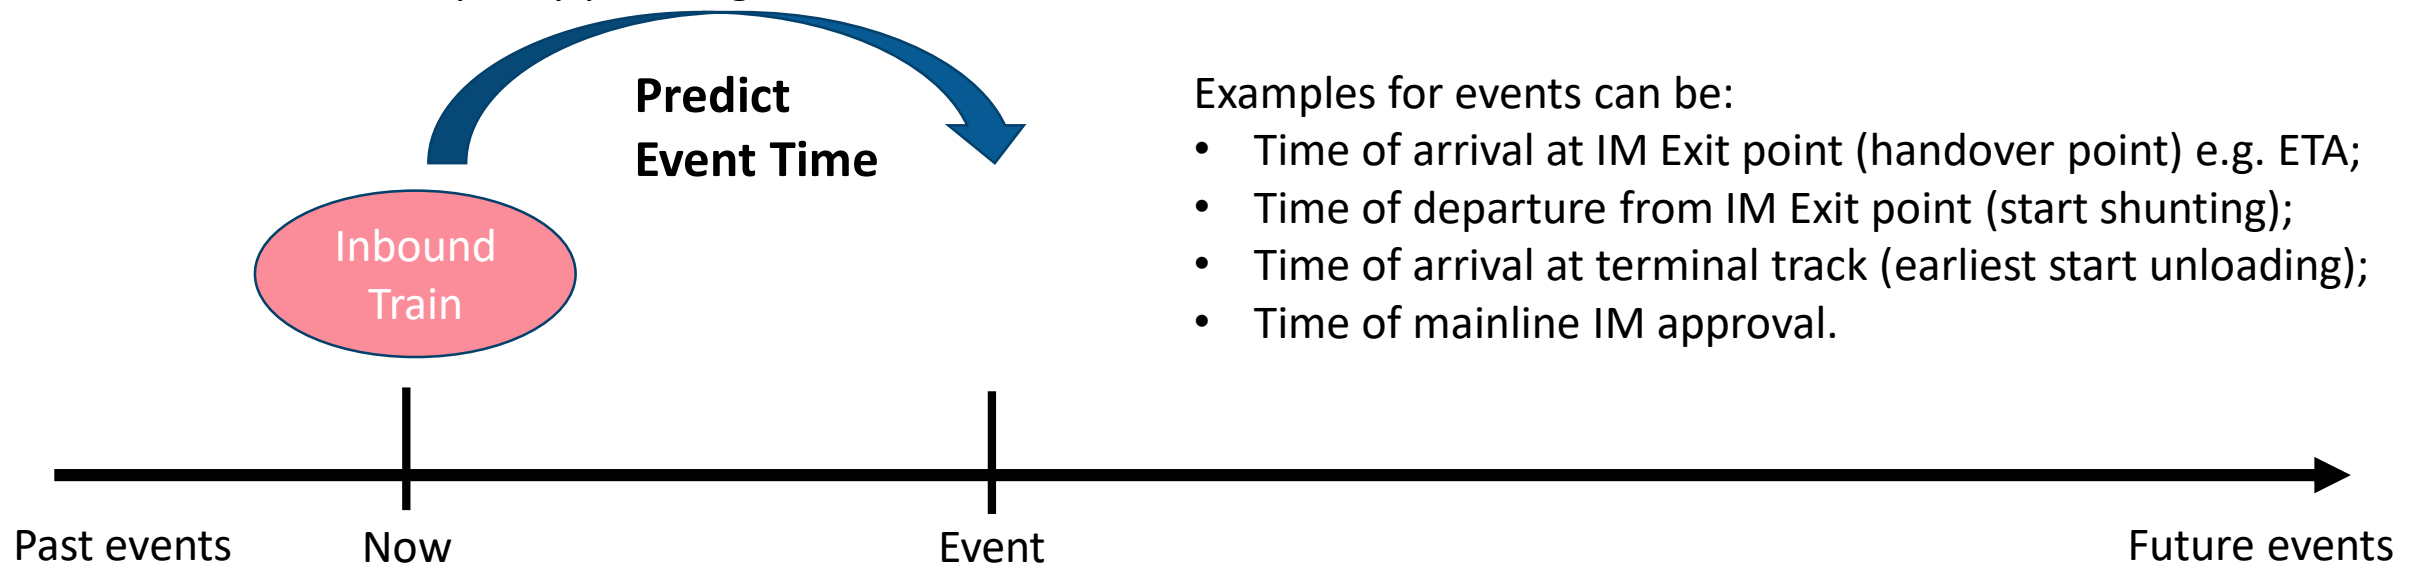 Predict
Event Time
Inbound
Train
Examples for events can be:
• Time of arrival at IM Exit point (handover point) e.g. ETA;
• Time of departure from IM Exit point (start shunting);
• Time of arrival at terminal track (earliest start unloading);
• Time of mainline IM approval.
Past events
Now
Event
Future events